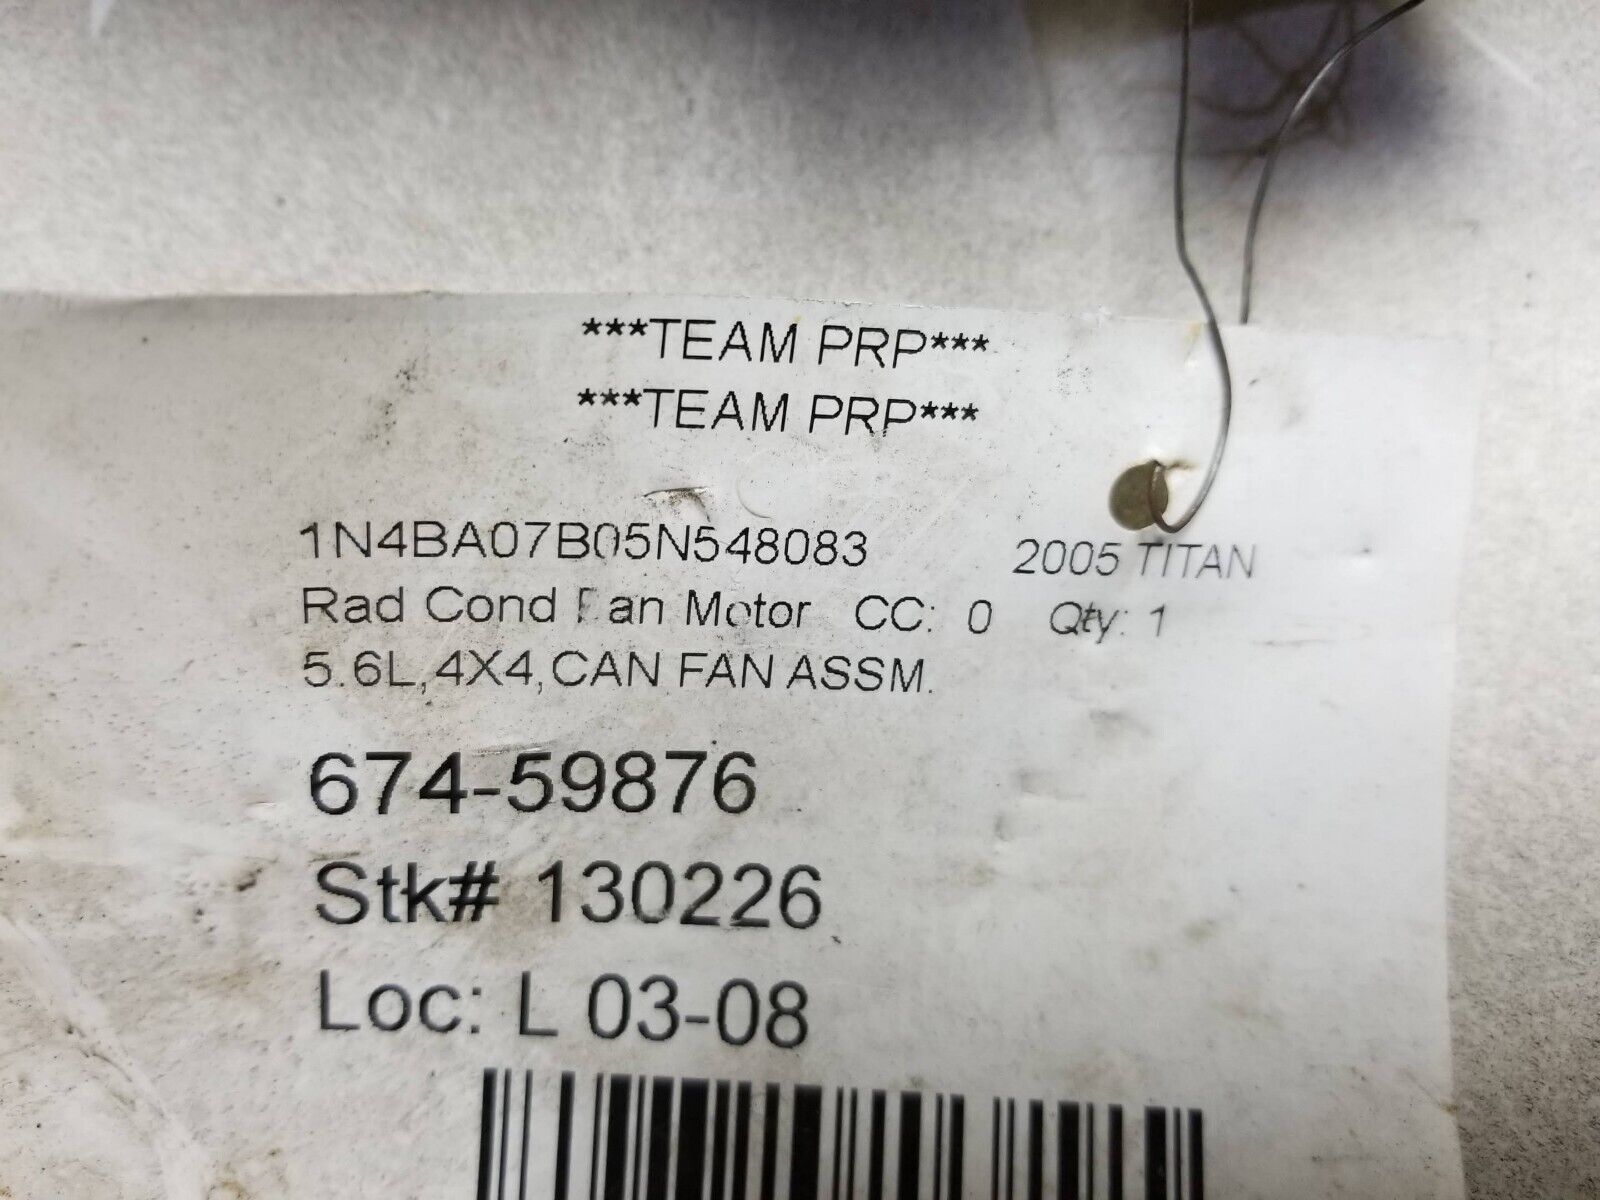 ***TEAM PRP***
***TEAM PRP***
1N4BA07B05N548083 2005 TITAN
Rad Cond Fan Motor CC: 0 Qty: 1
5.6L,4X4,CAN FAN ASSM.
674-59876
Stk# 130226
Loc: L 03-08